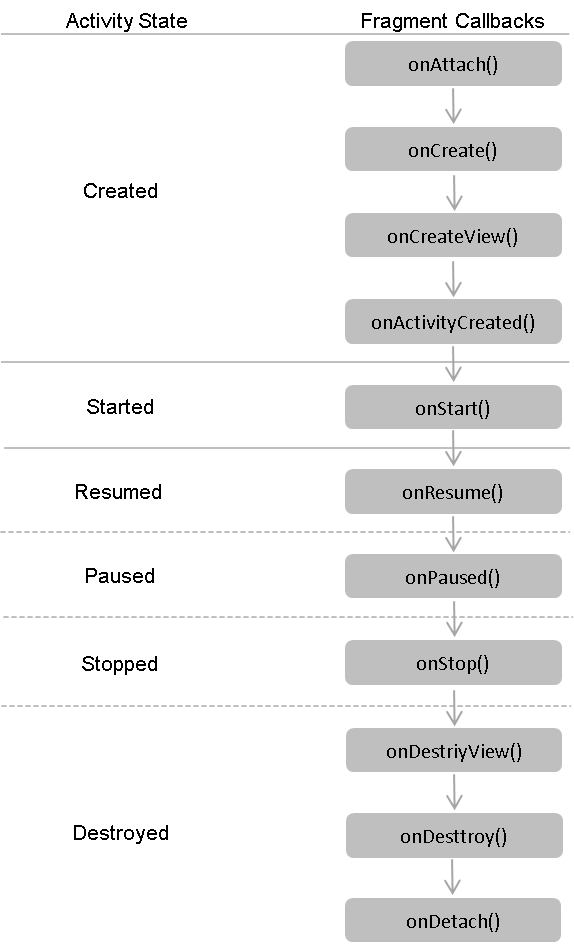 Activity State Fragment Callbacks
onAttach()
onCreate()
Created
onCreateView()
onActivityCreated()
Started onStart()
Resumed onResume()
Paused onPaused()
Stopped onStop()
onDestriyView()
Destroyed onDesttroy()
onDetach()